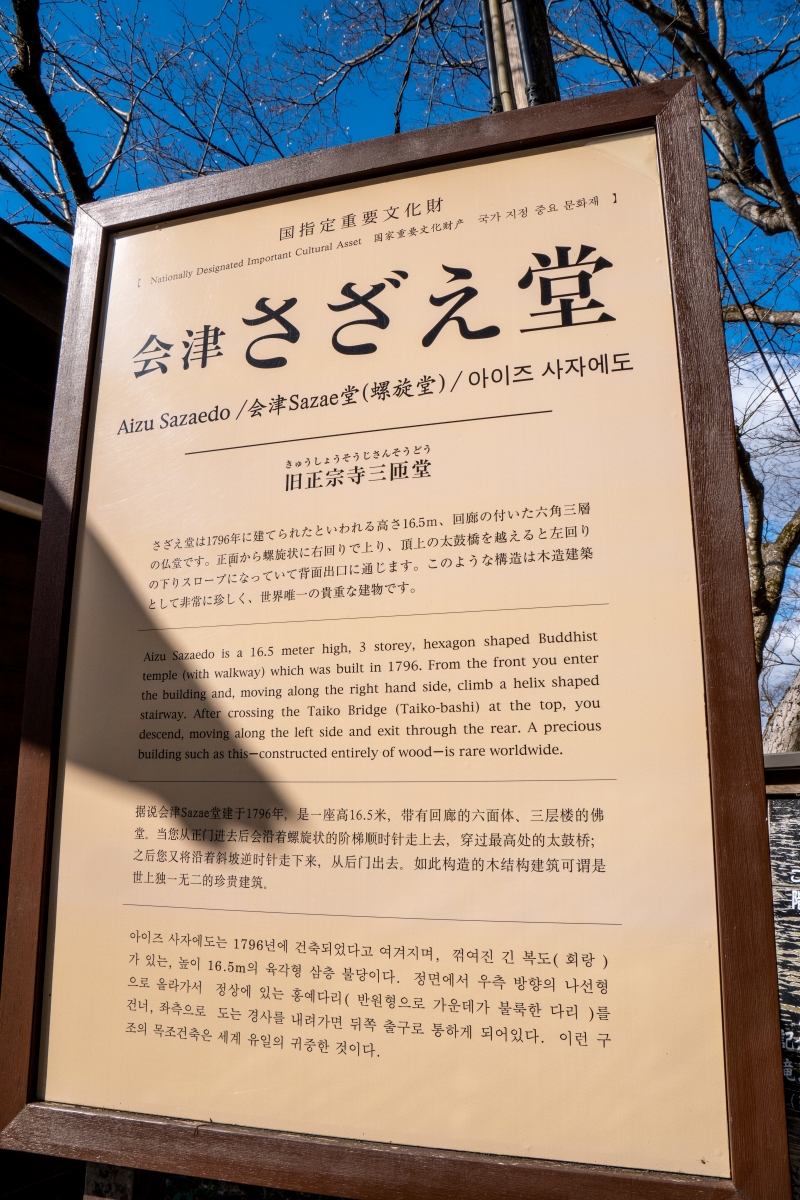 国指定重要文化財
［ Nationally Designated Important Cultural Asset 国家重要文化財产 국가 지정 중요 문화재 ］
会津さざえ堂
Aizu Sazaedo /会津Sazae堂(螺旋堂) / 아이즈 사자에도
きゅうしょうそうじさんそうどう
旧正宗寺三匝堂
さざえ堂は1796年に建てられたといわれる高さ16.5m、回廊の付いた六角三層
の仏堂です。正面から螺旋状に右回りで上り、頂上の太鼓橋を越えると左回り
の下りスロープになっていて背面出口に通じます。このような構造は木造建築
として非常に珍しく、世界唯一の貴重な建物です。
Aizu Sazaedo is a 16.5 meter high, 3 storey, hexagon shaped Buddhist
temple (with walkway) which was built in 1796. From the front you enter
the building and, moving along the right hand side, climb a helix shaped
stairway. After crossing the Taiko Bridge (Taiko-bashi) at the top, you
descend, moving along the left side and exit through the rear. A precious
building such as this—constructed entirely of wood—is rare worldwide.
据说会津Sazae堂建于1796年，是一座高16.5米，带有回廊的六面体、三层楼的佛
堂。当您从正门进去后会沿着螺旋状的阶梯顺时针走上去，穿过最高处的太鼓桥；
之后您又将沿着斜坡逆时针走下来，从后门出去。如此构造的木结构建筑可谓是
世上独一无二的珍贵建筑。
아이즈 사자에도는 1796년에 건축되었다고 여겨지며, 꺾여진 긴 복도( 회랑 )
가 있는, 높이 16.5m의 육각형 삼층 불당이다. 정면에서 우측 방향의 나선형
으로 올라가서 정상에 있는 홍예다리( 반원형으로 가운데가 불룩한 다리 )를
건너, 좌측으로 도는 경사를 내려가면 뒤쪽 출구로 통하게 되어있다. 이런 구
조의 목조건축은 세계 유일의 귀중한 것이다.